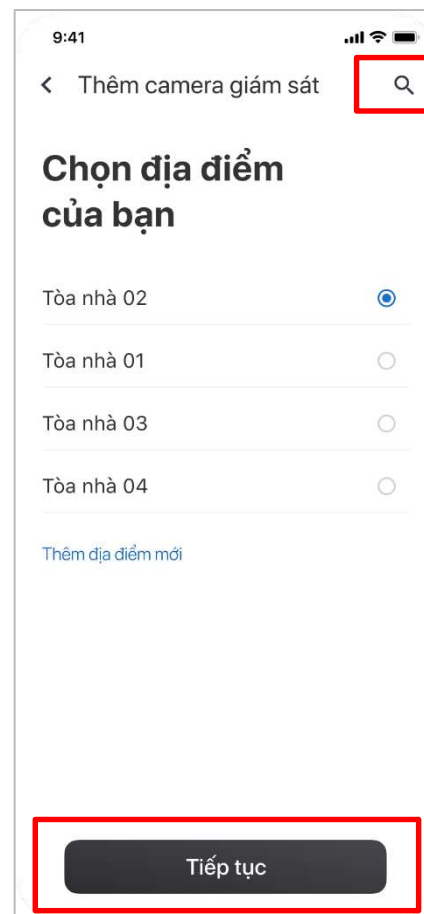 9:41
Thêm camera giám sát
Chọn địa điểm
của bạn
Tòa nhà 02
Tòa nhà 01
Tòa nhà 03
Tòa nhà 04
Thêm địa điểm mới
Tiếp tục